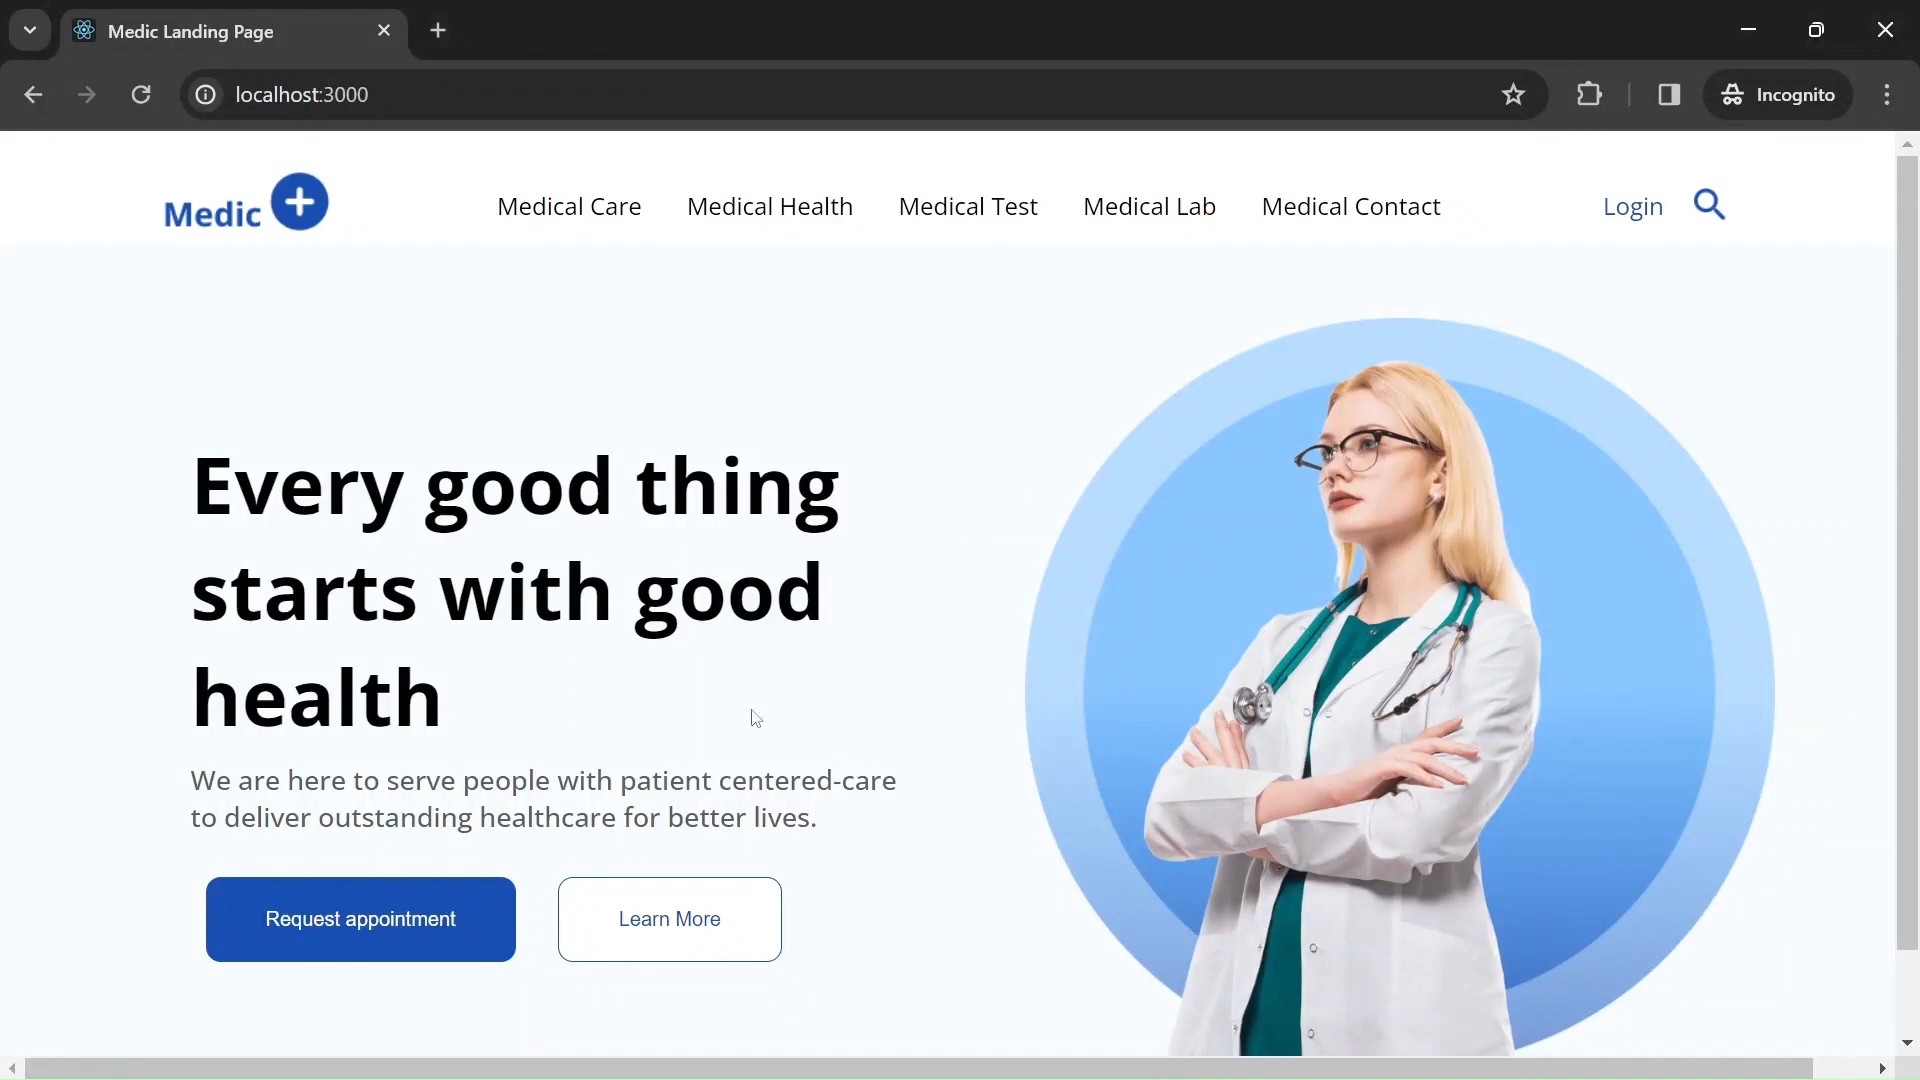 Medic Landing Page
localhost:3000
Incognito
Medic
Medical Care Medical Health Medical Test Medical Lab Medical Contact
Login
Every good thing
starts with good
health
We are here to serve people with patient centered-care
to deliver outstanding healthcare for better lives.
Request appointment
Learn More